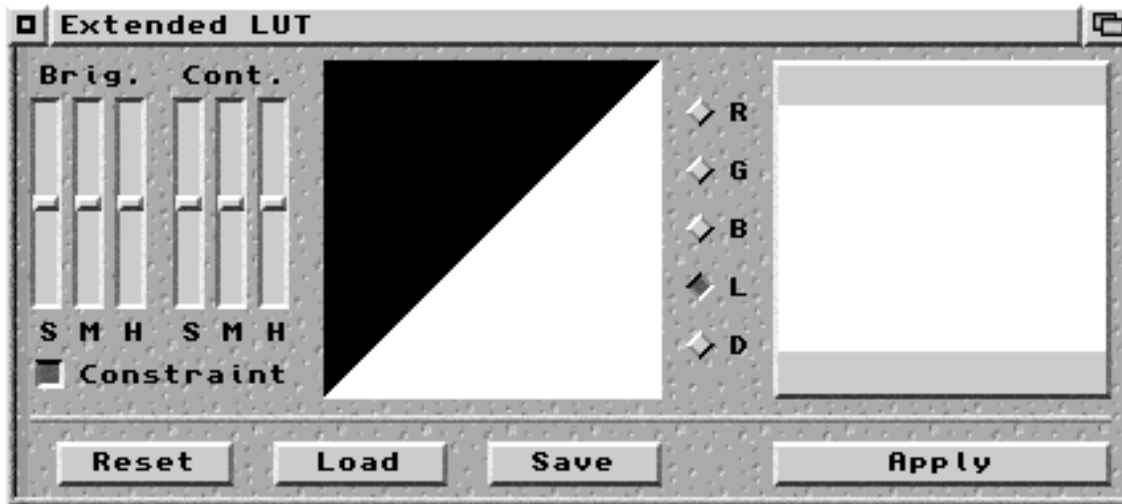 Extended LUT
Brig. Cont.
R
G
B
L
D
S M H S M H
Constraint
Reset Load Save Apply